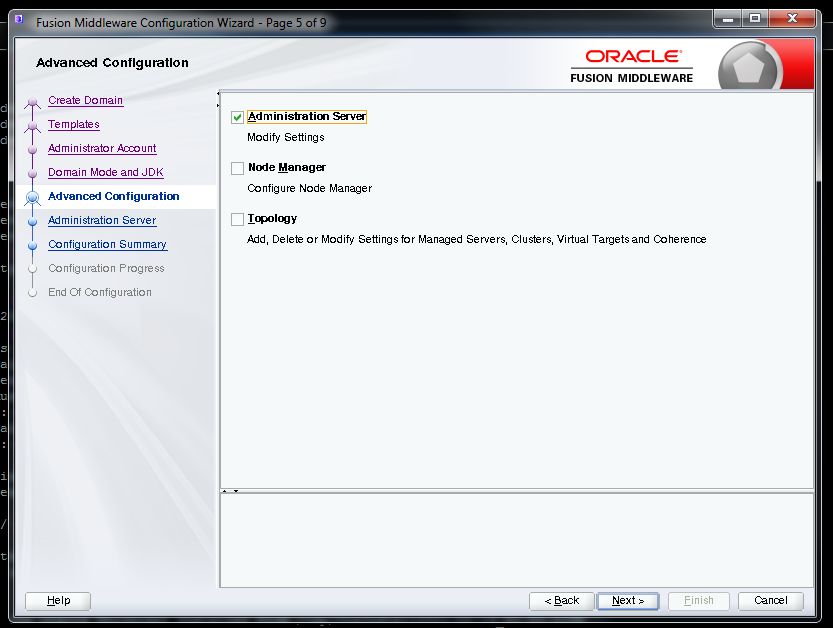 Fusion Middleware Configuration Wizard - Page 5 of 9
Advanced Configuration
ORACLE
FUSION MIDDLEWARE
Create Domain
Templates
Administrator Account
Domain Mode and JDK
Advanced Configuration
Administration Server
Configuration Summary
Configuration Progress
End Of Configuration
Administration Server
Modify Settings
Node Manager
Configure Node Manager
Topology
Add, Delete or Modify Settings for Managed Servers, Clusters, Virtual Targets and Coherence
Help
< Back
Next >
Finish
Cancel